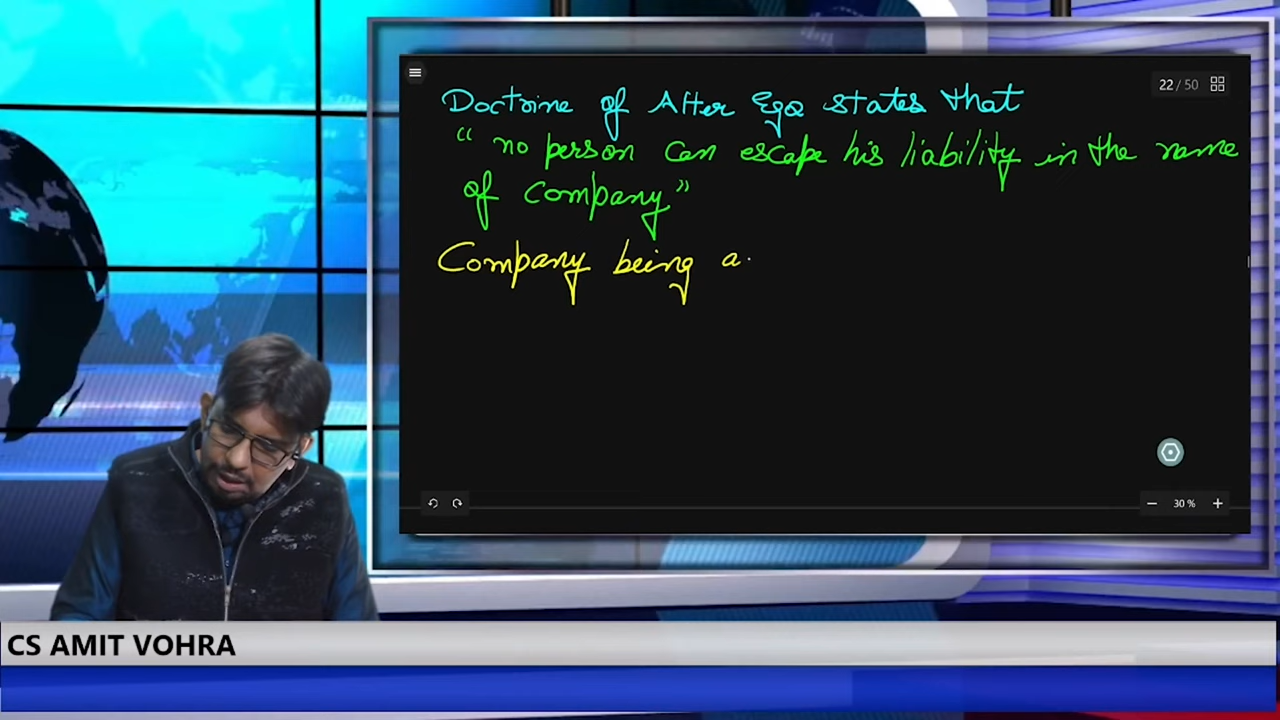 22 / 50
Doctrine of Alter Ego states that
“ no person can escape his liability in the name
of company”
Company being a
30 %
CS AMIT VOHRA